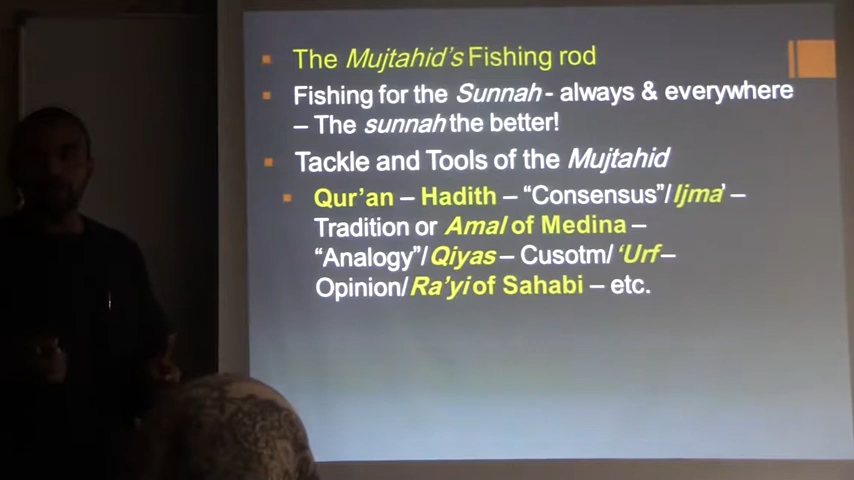 The Mujtahid's Fishing rod
Fishing for the Sunnah - always & everywhere
– The sunnah the better!
Tackle and Tools of the Mujtahid
Qur'an – Hadith – “Consensus”/Ijma' –
Tradition or Amal of Medina –
“Analogy”/Qiyas – Cusotm/ ‘Urf –
Opinion/Ra'yi of Sahabi – etc.